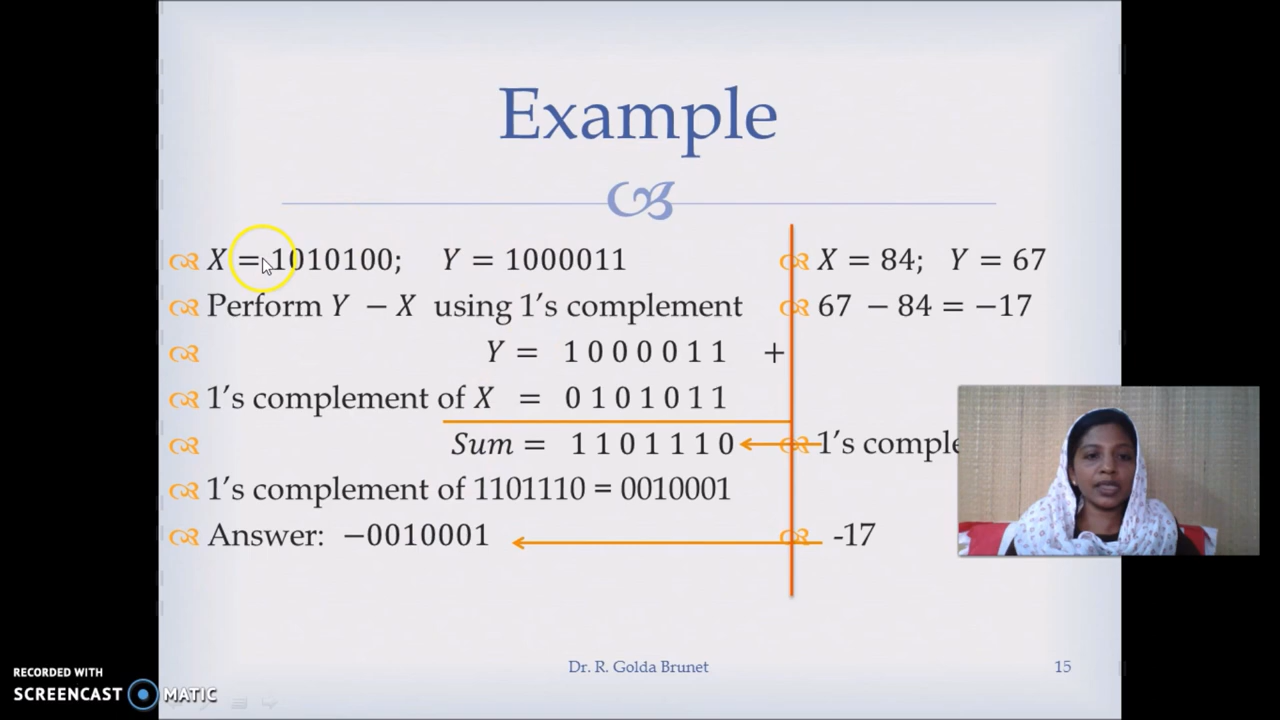 Example
X = 1010100; Y = 1000011
X = 84; Y = 67
Perform Y − X using 1's complement
67 − 84 = −17
Y = 1 0 0 0 0 1 1 +
1's complement of X = 0 1 0 1 0 1 1
Sum = 1 1 0 1 1 1 0
1's comple
1's complement of 1101110 = 0010001
Answer: −0010001
-17
Dr. R. Golda Brunet
15
RECORDED WITH
SCREENCAST MATIC